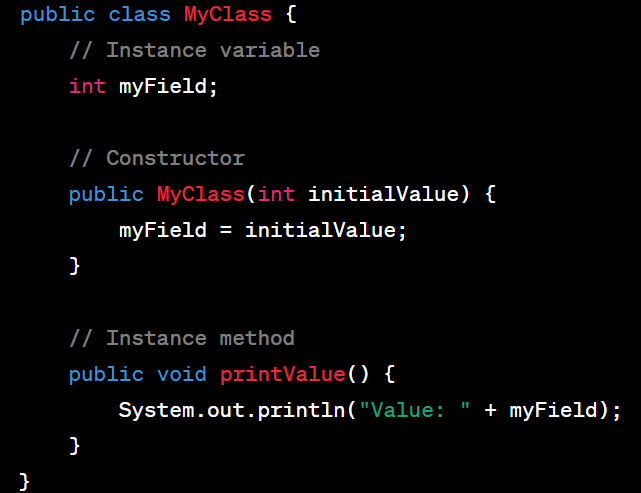 public class MyClass {
    // Instance variable
    int myField;

    // Constructor
    public MyClass(int initialValue) {
        myField = initialValue;
    }

    // Instance method
    public void printValue() {
        System.out.println("Value: " + myField);
    }
}